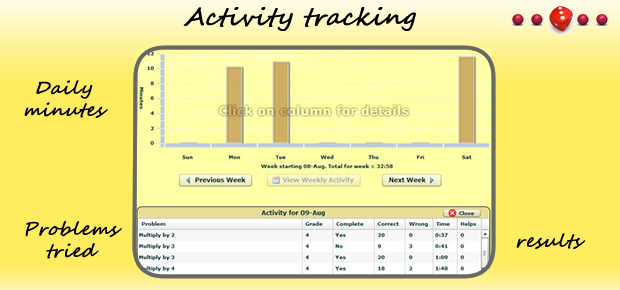 Activity tracking
Daily
minutes
Minutes
12
10
8
6
4
2
0
Click on column for details
Sun Mon Tue Wed Thu Fri Sat
Week starting 08-Aug. Total for week = 32:58
Previous Week View Weekly Activity Next Week
Activity for 09-Aug Close
Problem Grade Complete Correct Wrong Time Helps
Multiply by 2 4 Yes 20 0 0:37 0
Multiply by 3 4 No 9 3 0:41 0
Multiply by 3 4 Yes 20 0 1:09 0
Multiply by 4 4 Yes 18 2 1:48 0
Problems
tried
results